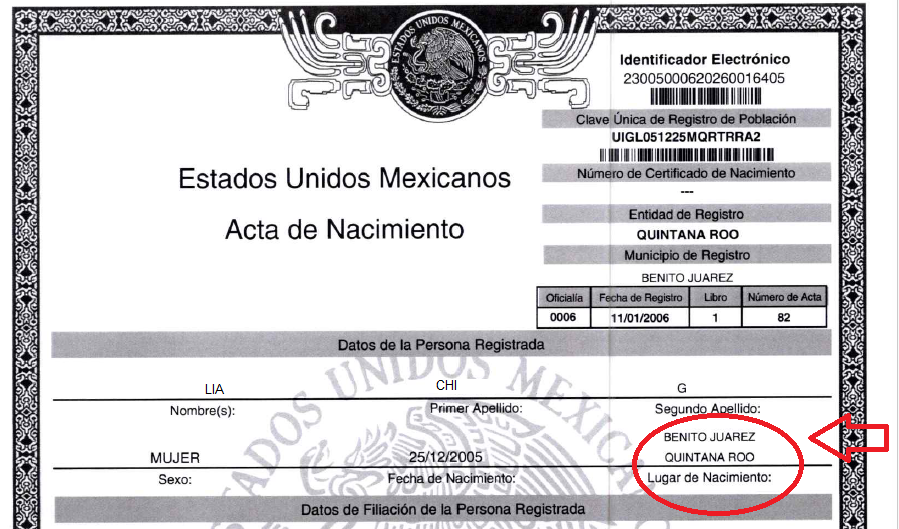 ESTADOS UNIDOS MEXICANOS
Identificador Electrónico
23005000620260016405
Clave Única de Registro de Población
UIGL051225MQRTRRA2
Número de Certificado de Nacimiento
---
Estados Unidos Mexicanos
Acta de Nacimiento
Entidad de Registro
QUINTANA ROO
Municipio de Registro
BENITO JUAREZ
Oficialía Fecha de Registro Libro Número de Acta
0006 11/01/2006 1 82
Datos de la Persona Registrada
LIA CHI G
Nombre(s): Primer Apellido: Segundo Apellido:
BENITO JUAREZ
MUJER 25/12/2005 QUINTANA ROO
Sexo: Fecha de Nacimiento: Lugar de Nacimiento:
Datos de Filiación de la Persona Registrada
ESTADOS UNIDOS MEXICANOS